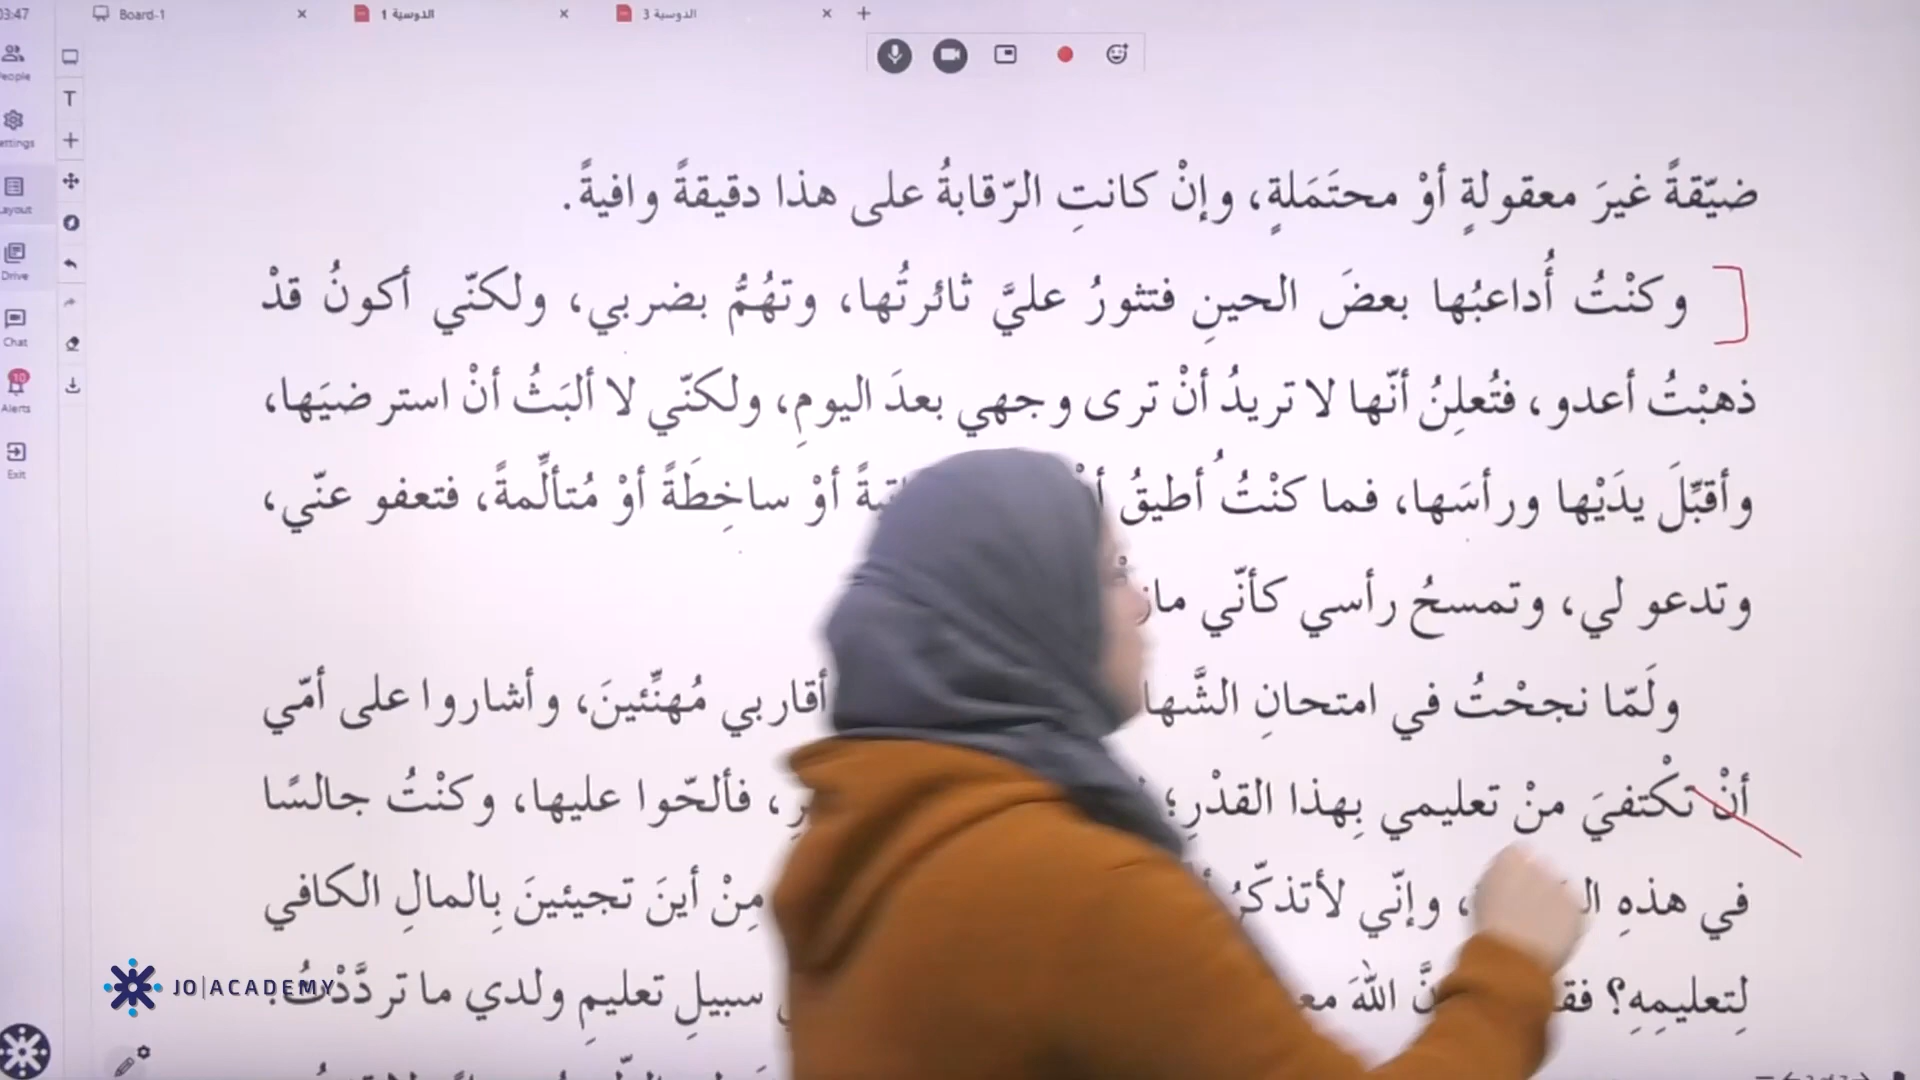 03:47
Board-1
الدوسية 1
الدوسية 3
People
Settings
Layout
Drive
Chat
10
Alerts
Exit
ضيّقةً غيرَ معقولةٍ أوْ محتَمَلةٍ، وإنْ كانتِ الرّقابةُ على هذا دقيقةً وافيةً.
وكنْتُ أُداعبُها بعضَ الحينِ فتثورُ عليَّ ثائرتُها، وتهُمُّ بضربي، ولكنّي أكونُ قدْ
ذهبْتُ أعدو، فتُعلِنُ أنّها لا تريدُ أنْ ترى وجهي بعدَ اليومِ، ولكنّي لا ألبَثُ أنْ استرضيَها،
وأقبِّلَ يدَيْها ورأسَها، فما كنْتُ أُطيقُ أوْ ساخِطَةً أوْ مُتألِّمةً، فتعفو عنّي،
وتدعو لي، وتمسحُ رأسي كأنّي
ولَمّا نجحْتُ في امتحانِ أقاربي مُهنِّئينَ، وأشاروا على أمّي
أنْ تكْتفيَ منْ تعليمي بِهذا القدْرِ؛ فألحّوا عليها، وكنْتُ جالسًا
في هذهِ وإنّي لأتذكّرُ مِنْ أينَ تجيئينَ بِالمالِ الكافي
لِتعليمِهِ؟ اللهَ سبيلِ تعليمِ ولدي ما تردَّدْتُ.
JO|ACADEMY